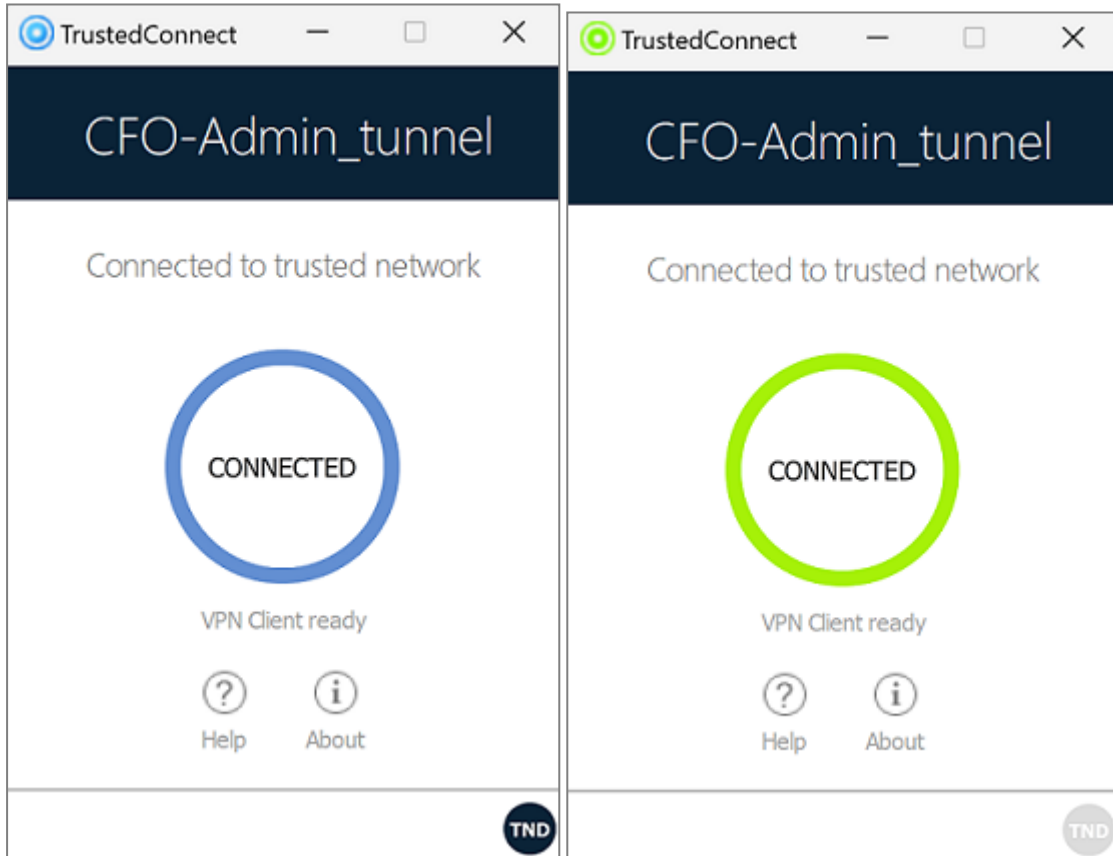 TrustedConnect
CFO-Admin_tunnel
Connected to trusted network
CONNECTED
VPN Client ready
Help
About
TND
TrustedConnect
CFO-Admin_tunnel
Connected to trusted network
CONNECTED
VPN Client ready
Help
About
TND